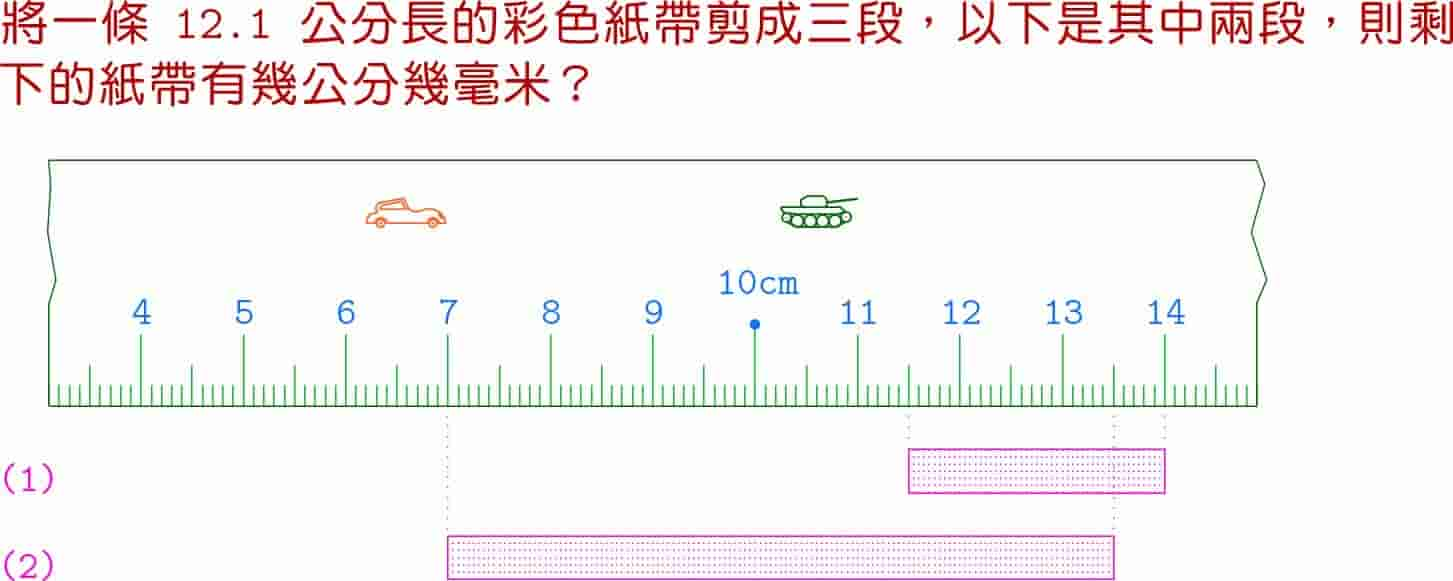 將一條 12.1 公分長的彩色紙帶剪成三段，以下是其中兩段，則剩
下的紙帶有幾公分幾毫米？
10cm
4 5 6 7 8 9 11 12 13 14
(1)
(2)